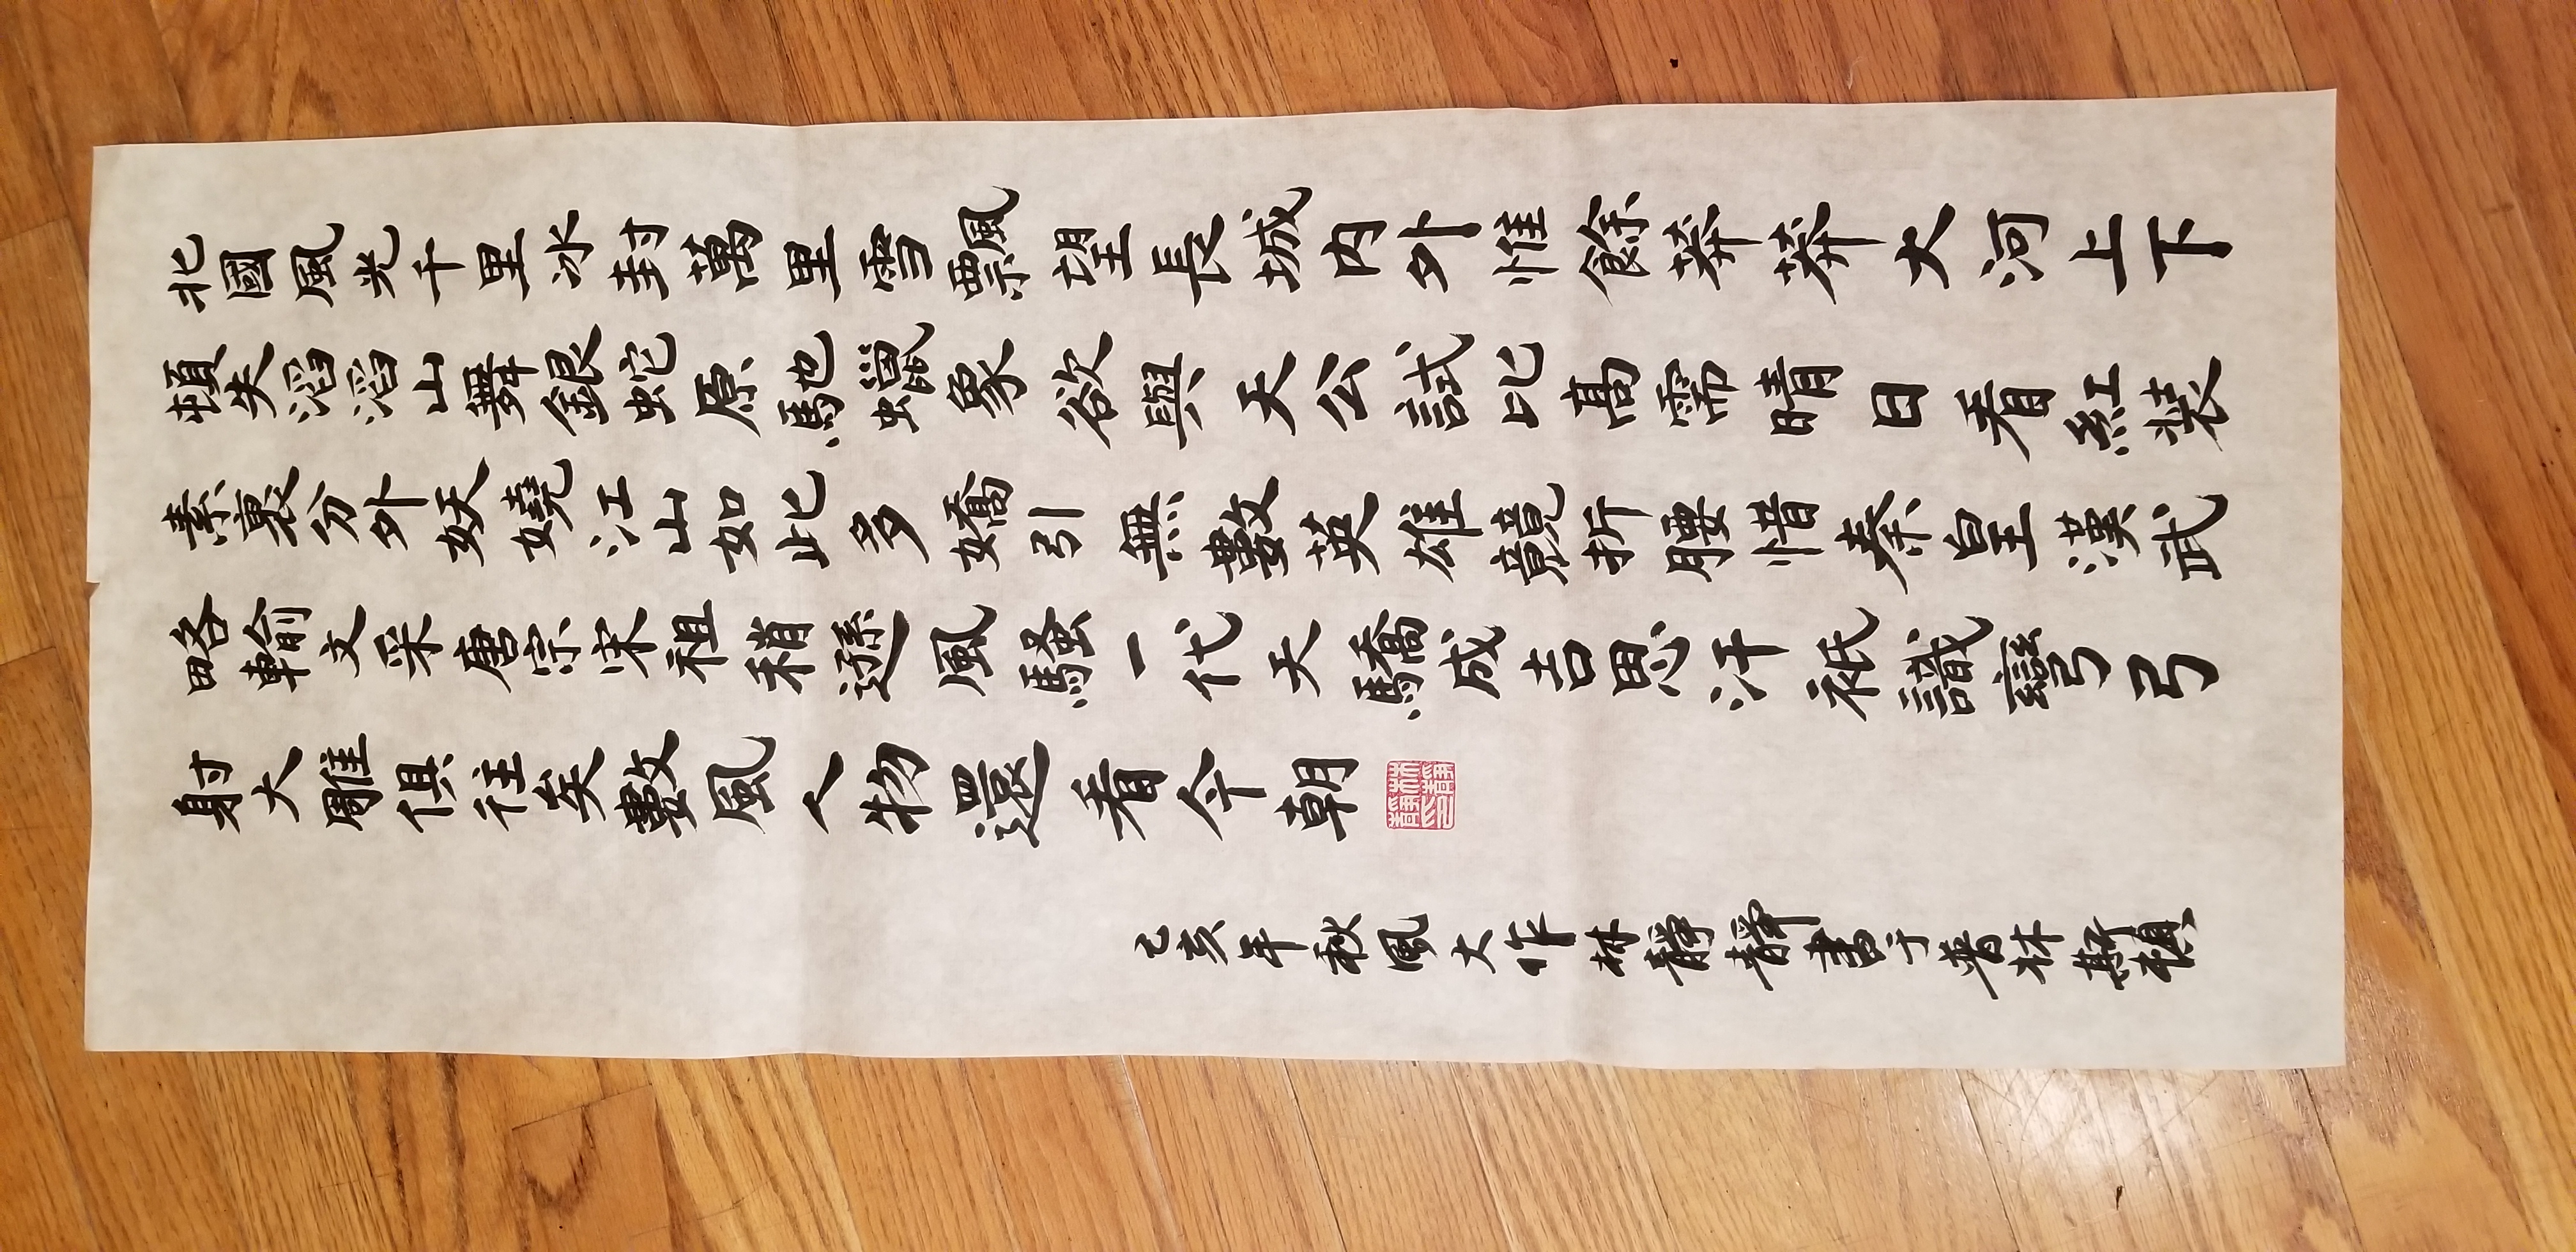 北國風光千里冰封萬里雪飄望長城内外惟餘莽莽大河上下
頓失滔滔山舞銀蛇原馳蠟象欲與天公試比高需晴日看紅装
素裹分外妖嬈江山如此多嬌引無數英雄競折腰惜秦皇漢武
略輸文采唐宗宋祖稍遜風騷一代天驕成吉思汗衹識彎弓
射大雕俱往矣數風人物還看今朝
林靜靜印
己亥年秋風大作林靜靜書于普林斯頓